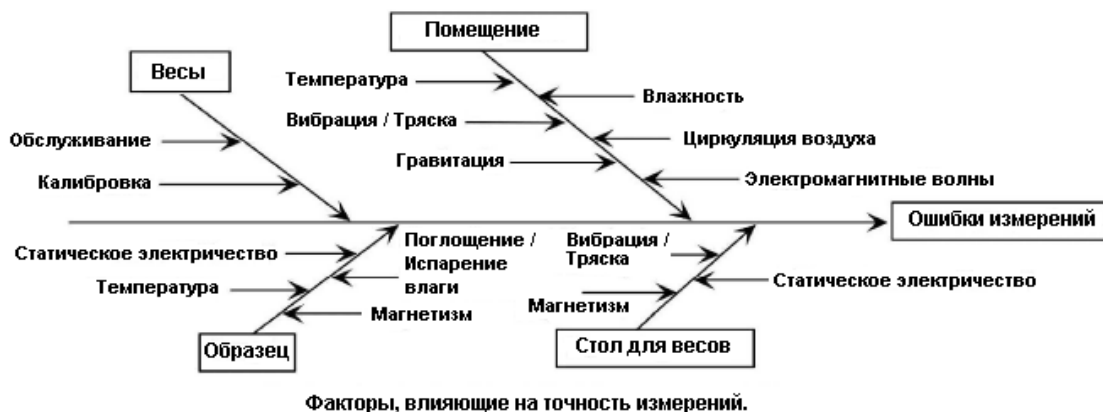 Помещение
Весы
Температура
Влажность
Вибрация / Тряска
Обслуживание
Циркуляция воздуха
Гравитация
Калибровка
Электромагнитные волны
Ошибки измерений
Статическое электричество
Поглощение /
Испарение
влаги
Температура
Магнетизм
Образец
Вибрация /
Тряска
Статическое электричество
Магнетизм
Стол для весов
Факторы, влияющие на точность измерений.